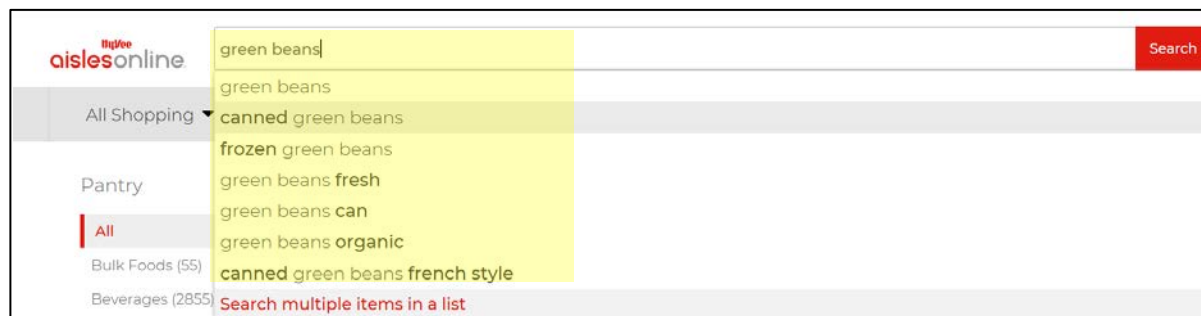 HyVee
aislesonline.
green beans
Search
green beans
All Shopping
canned green beans
frozen green beans
Pantry
green beans fresh
green beans can
All
green beans organic
Bulk Foods (55)
canned green beans french style
Beverages (2855)
Search multiple items in a list